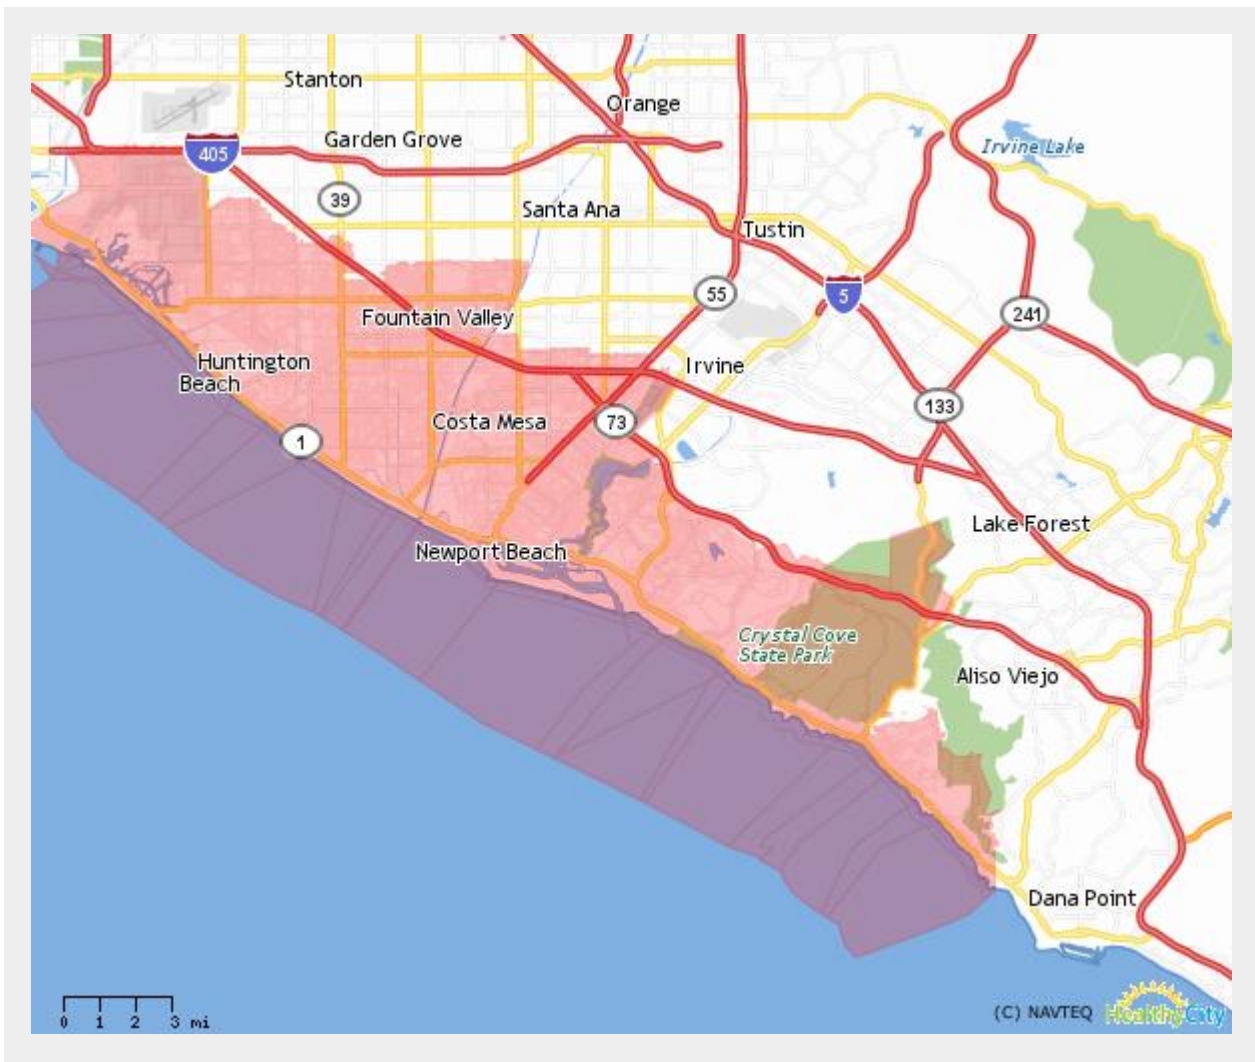 Stanton
Orange
Garden Grove
405
Irvine Lake
39
Santa Ana
Tustin
55
5
241
Fountain Valley
Huntington
Beach
Irvine
133
Costa Mesa
73
1
Lake Forest
Newport Beach
Crystal Cove
State Park
Aliso Viejo
Dana Point
0 1 2 3 mi
(C) NAVTEQ
HealthyCity